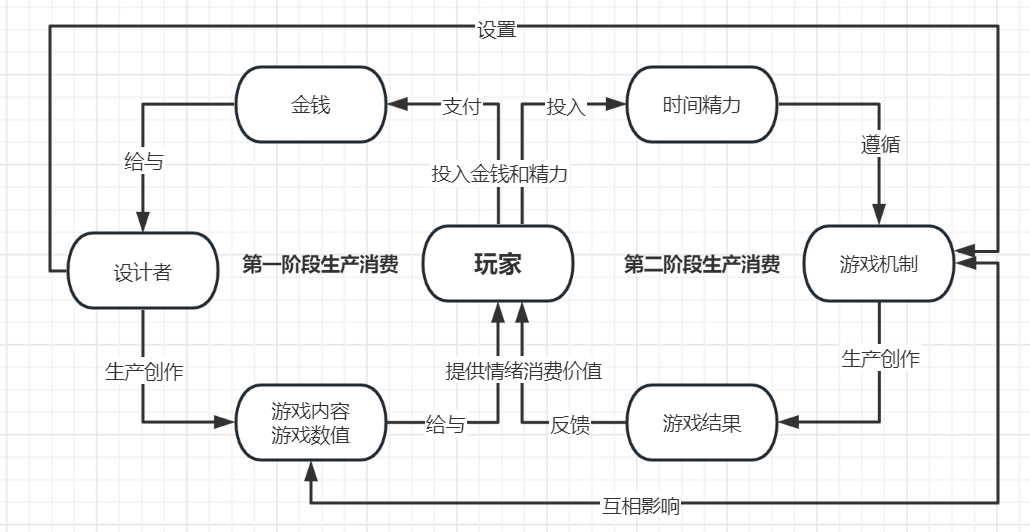 设置
金钱
支付
投入
时间精力
给与
遵循
投入金钱和精力
设计者
第一阶段生产消费
玩家
第二阶段生产消费
游戏机制
生产创作
提供情绪消费价值
生产创作
游戏内容
游戏数值
给与
反馈
游戏结果
互相影响